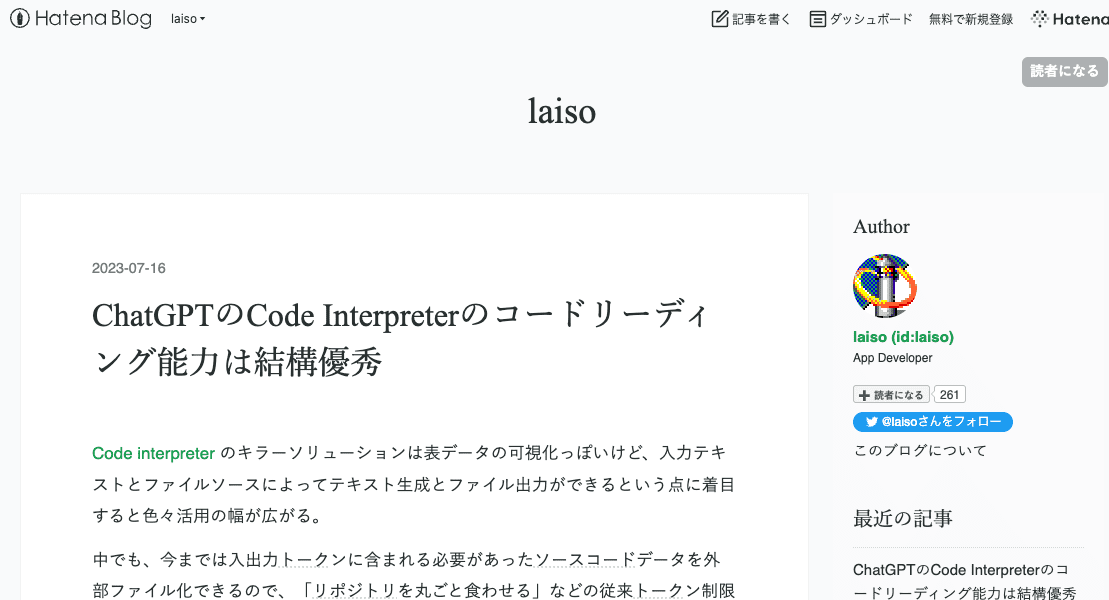 Hatena Blog
laiso
記事を書く
ダッシュボード
無料で新規登録
Hatena
読者になる
laiso
2023-07-16
ChatGPTのCode Interpreterのコードリーディ
ング能力は結構優秀
Code interpreter のキラーソリューションは表データの可視化っぽいけど、入力テキ
ストとファイルソースによってテキスト生成とファイル出力ができるという点に着目
すると色々活用の幅が広がる。
中でも、今までは入出力トークンに含まれる必要があったソースコードデータを外
部ファイル化できるので、「リポジトリを丸ごと食わせる」などの従来トークン制限
Author
laiso (id:laiso)
App Developer
読者になる 261
@laisoさんをフォロー
このブログについて
最近の記事
ChatGPTのCode Interpreterのコ
ードリーディング能力は結構優秀